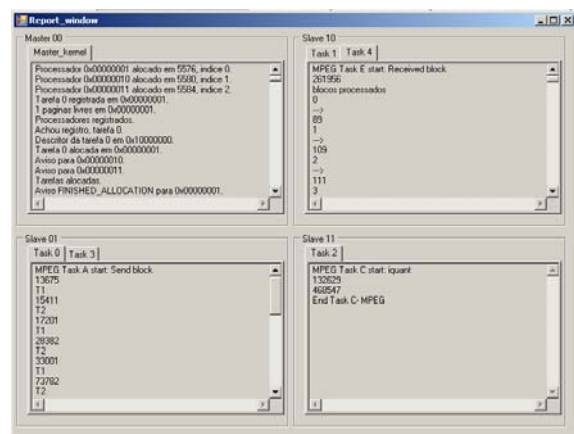 Report_window
Master 00
Master_kernel
Processador 0x00000001 alocado em 5576, indice 0.
Processador 0x00000010 alocado em 5580, indice 1.
Processador 0x00000011 alocado em 5584, indice 2.
Tarefa 0 registrada em 0x00000001.
1 paginas livres em 0x00000001.
Processadores registrados.
Achou registro, tarefa 0.
Descritor da tarefa 0 em 0x10000000.
Tarefa 0 alocada em 0x00000001.
Aviso para 0x00000010.
Aviso para 0x00000011.
Tarefas alocadas.
Aviso FINISHED_ALLOCATION para 0x00000001.
Slave 10
Task 1 Task 4
MPEG Task E start: Received block.
261956
blocos processados
0
-->
89
1
-->
109
2
-->
111
3
Slave 01
Task 0 Task 3
MPEG Task A start: Send block.
13675
T1
15411
T2
17201
T1
28382
T2
33001
T1
73782
T2
Slave 11
Task 2
MPEG Task C start: iquant
132629
468547
End Task C- MPEG